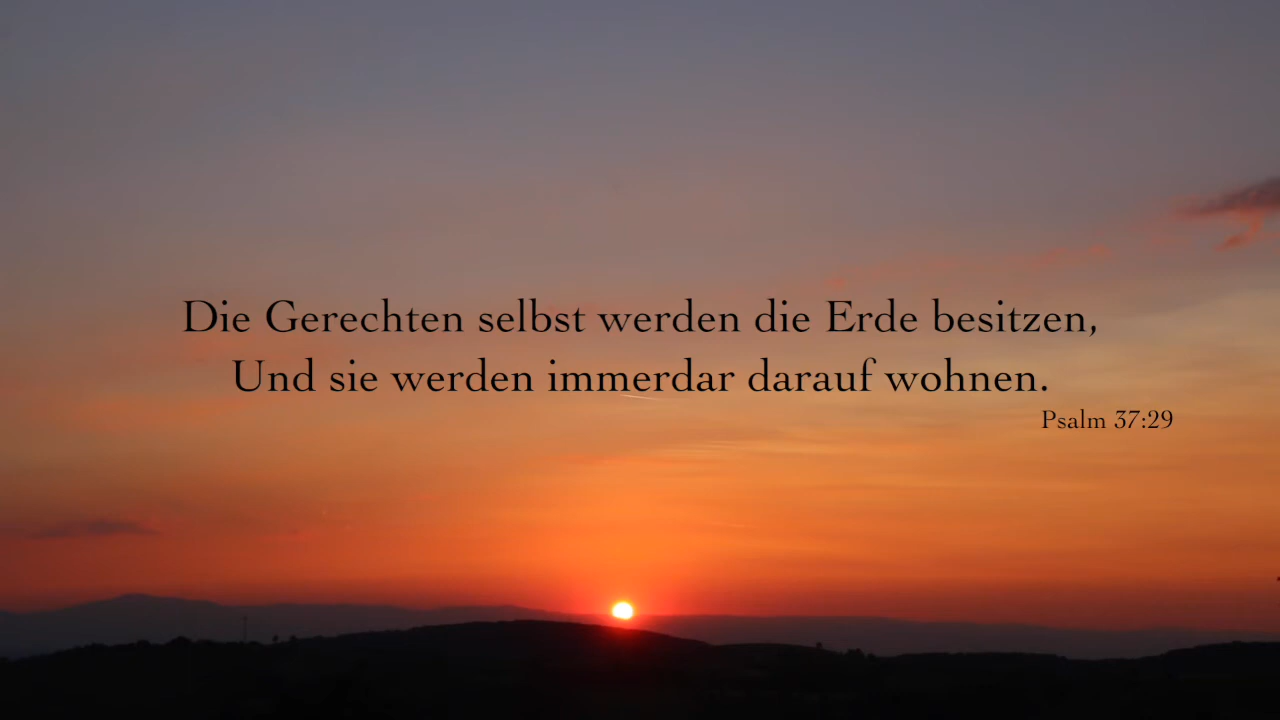 Die Gerechten selbst werden die Erde besitzen,
Und sie werden immerdar darauf wohnen.
Psalm 37:29